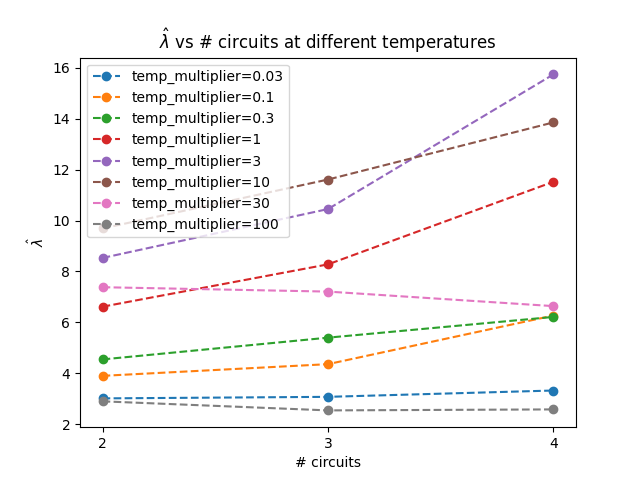 λ̂ vs # circuits at different temperatures
temp_multiplier=0.03
temp_multiplier=0.1
temp_multiplier=0.3
temp_multiplier=1
temp_multiplier=3
temp_multiplier=10
temp_multiplier=30
temp_multiplier=100
16
14
12
10
8
6
4
2
λ̂
2 3 4
# circuits